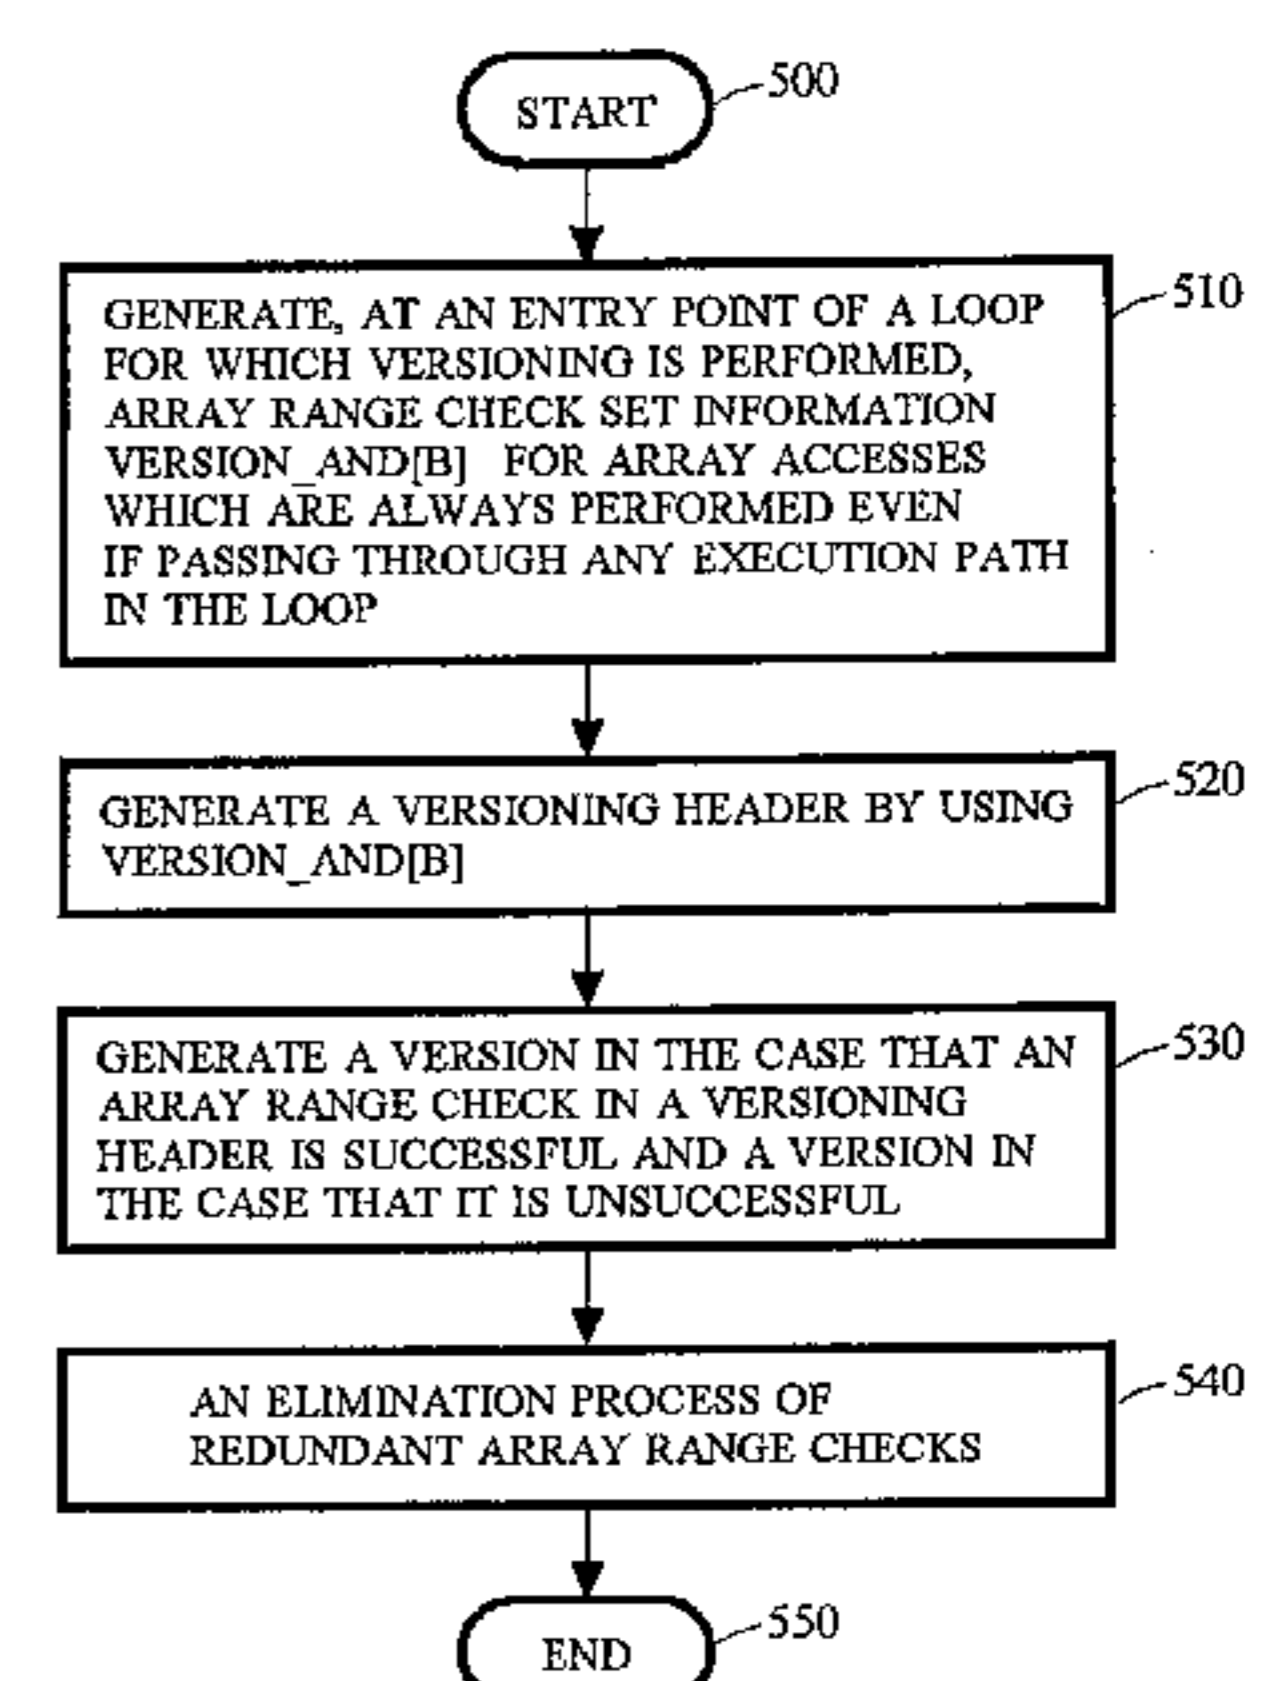 START
500
GENERATE, AT AN ENTRY POINT OF A LOOP
FOR WHICH VERSIONING IS PERFORMED,
ARRAY RANGE CHECK SET INFORMATION
VERSION_AND[B] FOR ARRAY ACCESSES
WHICH ARE ALWAYS PERFORMED EVEN
IF PASSING THROUGH ANY EXECUTION PATH
IN THE LOOP
510
GENERATE A VERSIONING HEADER BY USING
VERSION_AND[B]
520
GENERATE A VERSION IN THE CASE THAT AN
ARRAY RANGE CHECK IN A VERSIONING
HEADER IS SUCCESSFUL AND A VERSION IN
THE CASE THAT IT IS UNSUCCESSFUL
530
AN ELIMINATION PROCESS OF
REDUNDANT ARRAY RANGE CHECKS
540
END
550